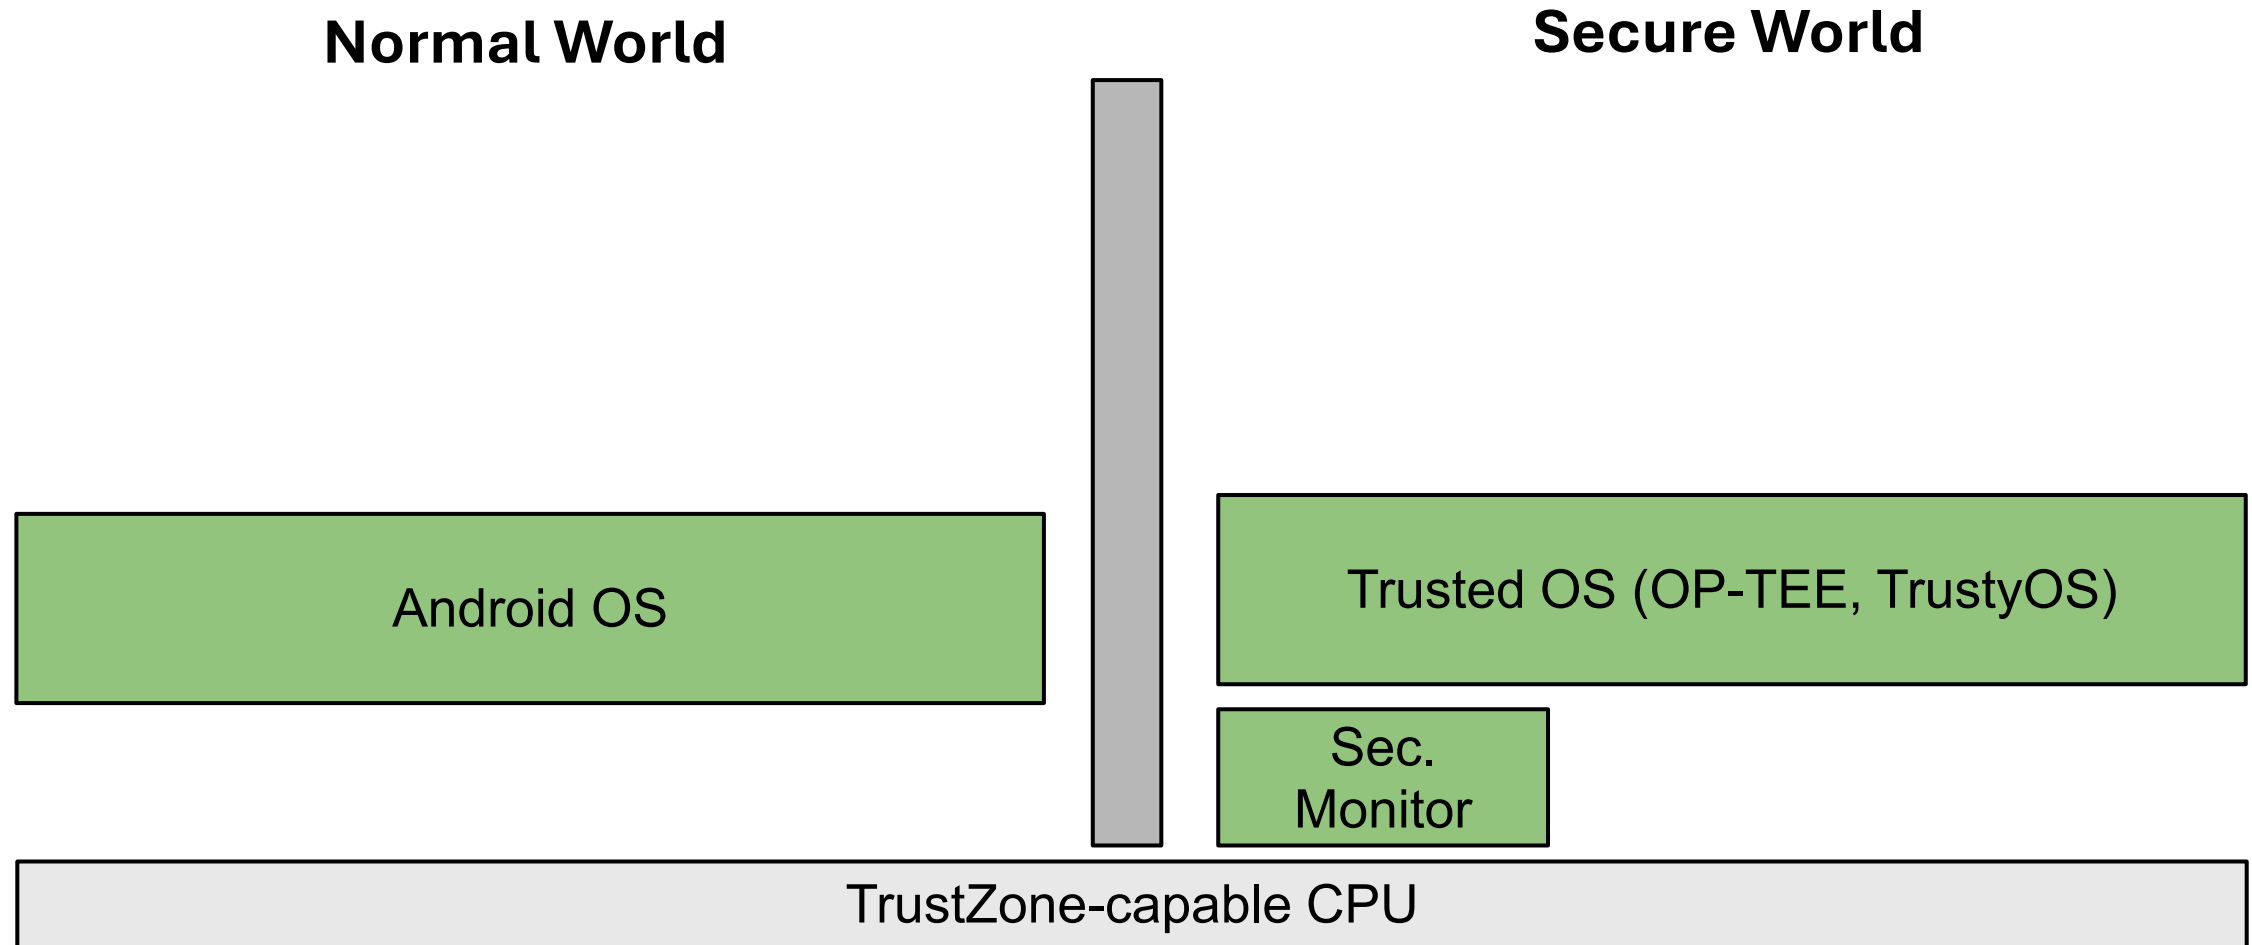 Normal World
Secure World
Android OS
Trusted OS (OP-TEE, TrustyOS)
Sec.
Monitor
TrustZone-capable CPU